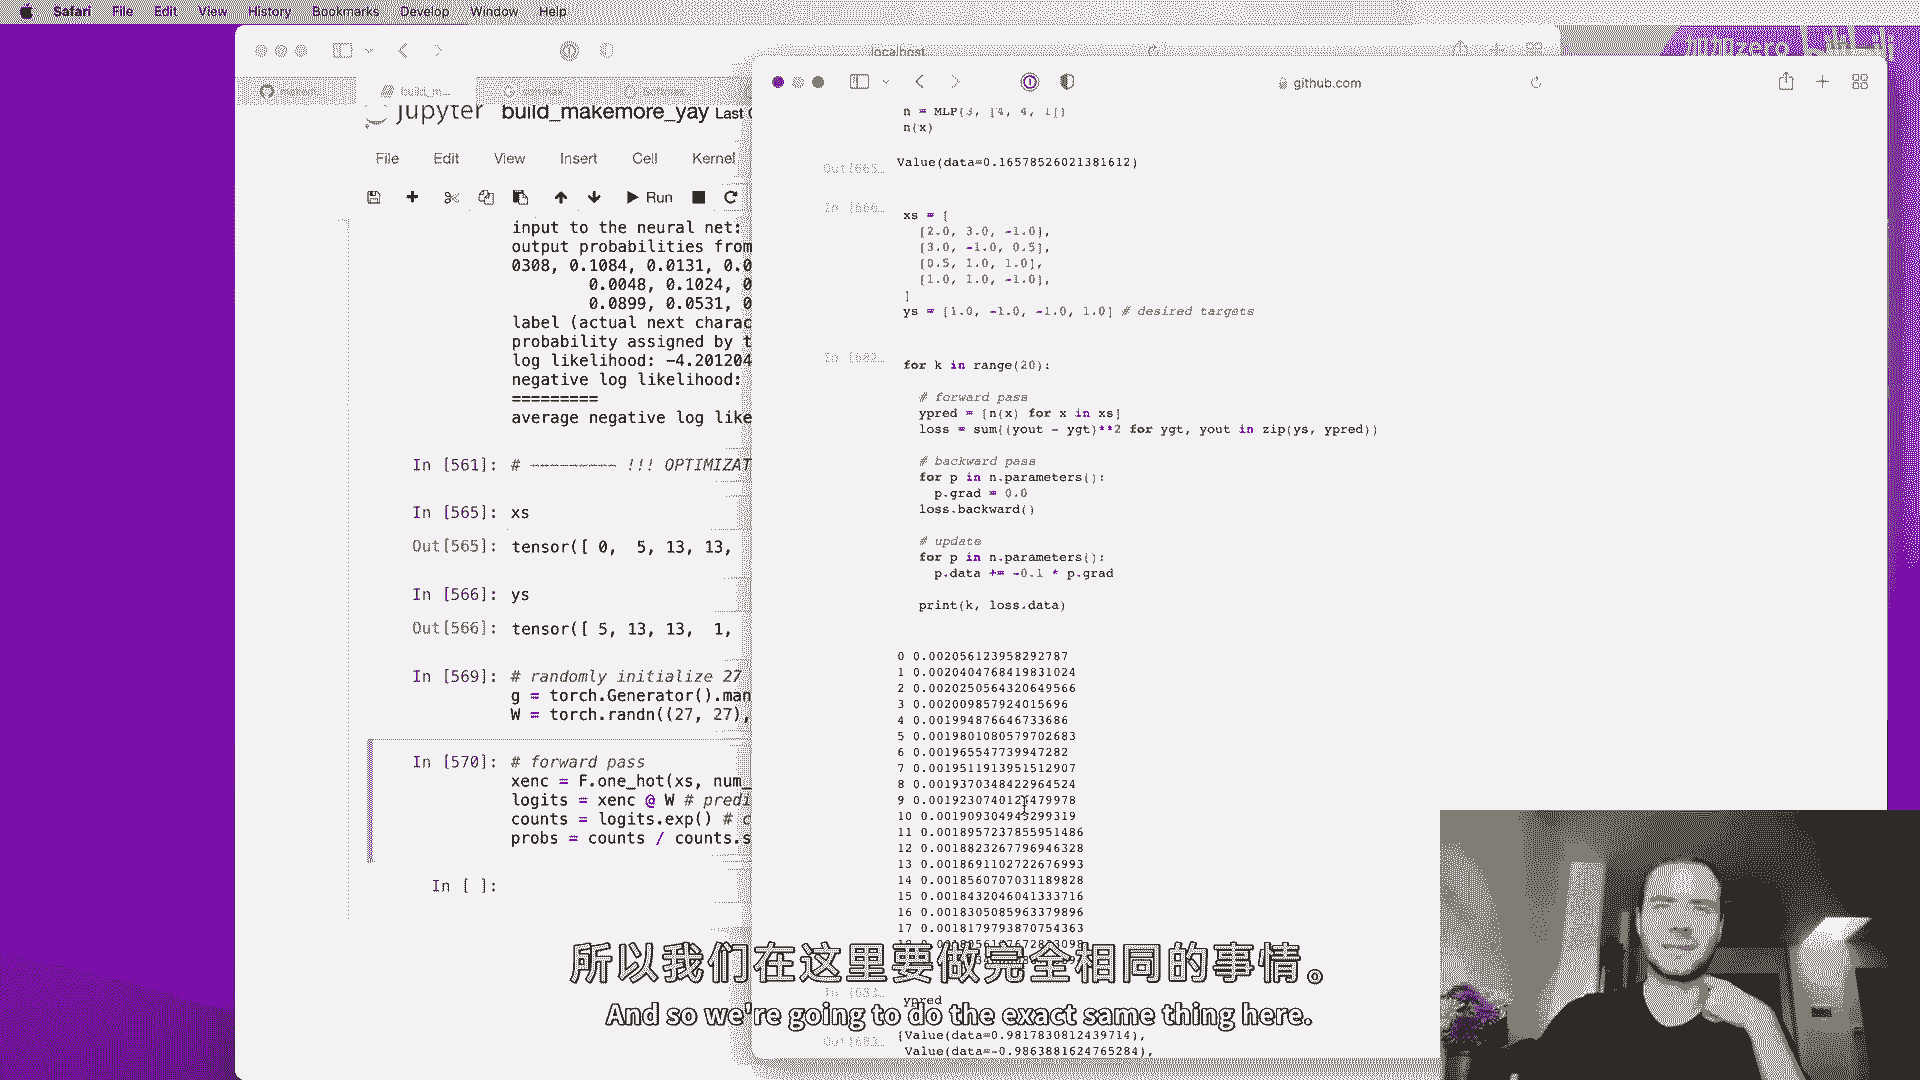 Safari File Edit View History Bookmarks Develop Window Help
localhost
build_m...
jupyter build_makemore_yay
File Edit View Insert Cell Kernel
Run
input to the neural net:
output probabilities from
0308, 0.1084, 0.0131, 0.0
0.0048, 0.1024, 0
0.0899, 0.0531, 0
label (actual next charac
probability assigned by t
log likelihood: -4.201204
negative log likelihood:
=========
average negative log like
In [561]: # ––––––––– !!! OPTIMIZAT
In [565]: xs
Out[565]: tensor([ 0, 5, 13, 13,
In [566]: ys
Out[566]: tensor([ 5, 13, 13, 1,
In [569]: # randomly initialize 27
g = torch.Generator().man
W = torch.randn((27, 27),
In [570]: # forward pass
xenc = F.one_hot(xs, num_
logits = xenc @ W # predi
counts = logits.exp() # c
probs = counts / counts.s
In [ ]:
github.com
n = MLP(3, [4, 4, 1])
n(x)
Out[665…
Value(data=0.16578526021381612)
In [666…
xs = [
[2.0, 3.0, -1.0],
[3.0, -1.0, 0.5],
[0.5, 1.0, 1.0],
[1.0, 1.0, -1.0],
]
ys = [1.0, -1.0, -1.0, 1.0] # desired targets
In [682…
for k in range(20):
# forward pass
ypred = [n(x) for x in xs]
loss = sum((yout - ygt)**2 for ygt, yout in zip(ys, ypred))
# backward pass
for p in n.parameters():
p.grad = 0.0
loss.backward()
# update
for p in n.parameters():
p.data += -0.1 * p.grad
print(k, loss.data)
0 0.002056123958292787
1 0.0020404768419831024
2 0.0020250564320649566
3 0.002009857924015696
4 0.001994876646733686
5 0.0019801080579702683
6 0.001965547739947282
7 0.0019511913951512907
8 0.0019370348422964524
9
10
11 0.0018957237855951486
12 0.0018823267796946328
13 0.0018691102722676993
14 0.0018560707031189828
15 0.0018432046041333716
16 0.0018305085963379896
17 0.0018179793870754363
In [683…
ypred
Out[683…
[Value(data=0.9817830812439714),
Value(data=-0.9863881624765284),
所以我们在这里要做完全相同的事情。
And so we're going to do the exact same thing here.